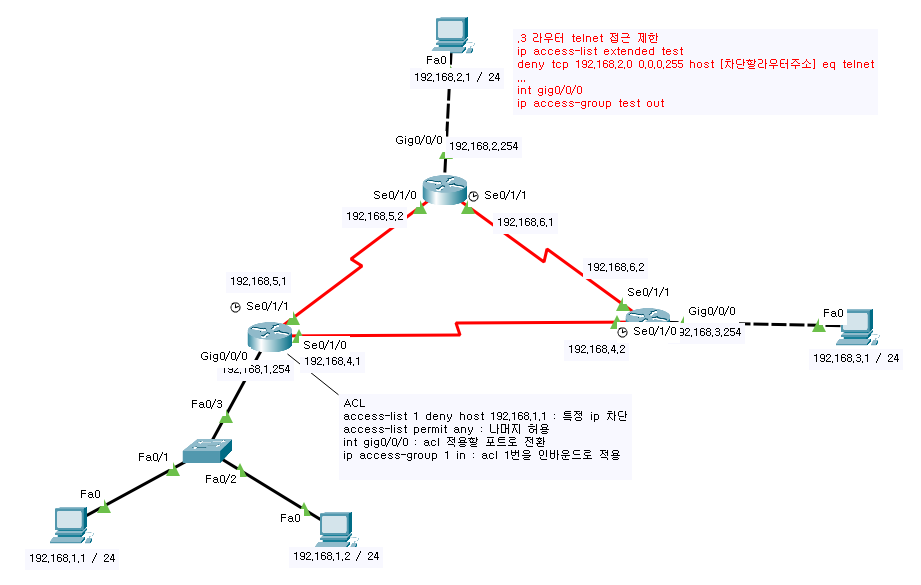 ,3 라우터 telnet 접근 제한
ip access-list extended test
deny tcp 192,168,2,0 0,0,0,255 host [차단할라우터주소] eq telnet
...
int gig0/0/0
ip access-group test out
Fa0
192,168,2,1 / 24
Gig0/0/0
192,168,2,254
Se0/1/0
Se0/1/1
192,168,5,2
192,168,6,1
192,168,6,2
192,168,5,1
Se0/1/1
Se0/1/1
Gig0/0/0
Fa0
Se0/1/0
192,168,3,254
Se0/1/0
192,168,4,2
Gig0/0/0
192,168,4,1
192,168,3,1 / 24
192,168,1,254
ACL
access-list 1 deny host 192,168,1,1 : 특정 ip 차단
access-list permit any : 나머지 허용
int gig0/0/0 : acl 적용할 포트로 전환
ip access-group 1 in : acl 1번을 인바운드로 적용
Fa0/3
Fa0/1
Fa0/2
Fa0
Fa0
192,168,1,1 / 24
192,168,1,2 / 24